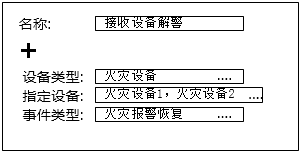 名称: 接收设备解警
+
设备类型: 火灾设备 ....
指定设备: 火灾设备1，火灾设备2 ....
事件类型: 火灾报警恢复 ....